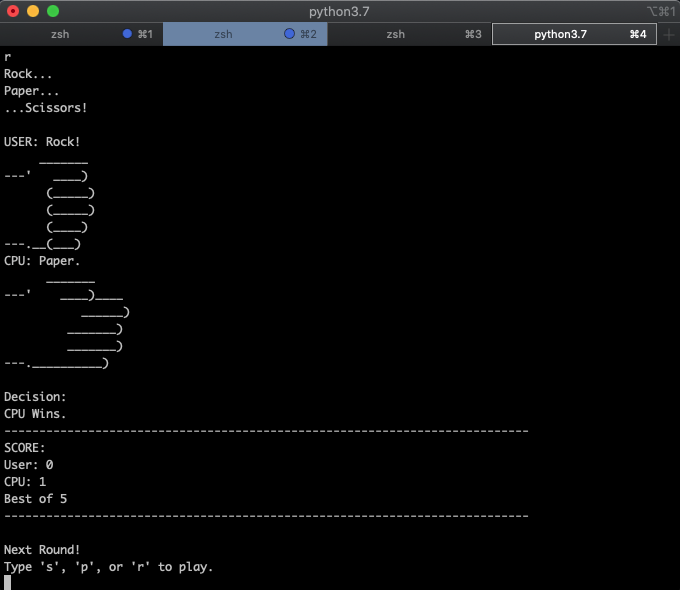 python3.7
⌥⌘1
zsh ⌘1 zsh ⌘2 zsh ⌘3 python3.7 ⌘4
r
Rock...
Paper...
...Scissors!
USER: Rock!
    _______
---'   ____)
      (_____)
      (_____)
      (____)
---.__(___)
CPU: Paper.
     _______
---'    ____)____
           ______)
         _______)
         _______)
---.__________)
Decision:
CPU Wins.
---------------------------------------------------------------------------
SCORE:
User: 0
CPU: 1
Best of 5
---------------------------------------------------------------------------
Next Round!
Type 's', 'p', or 'r' to play.